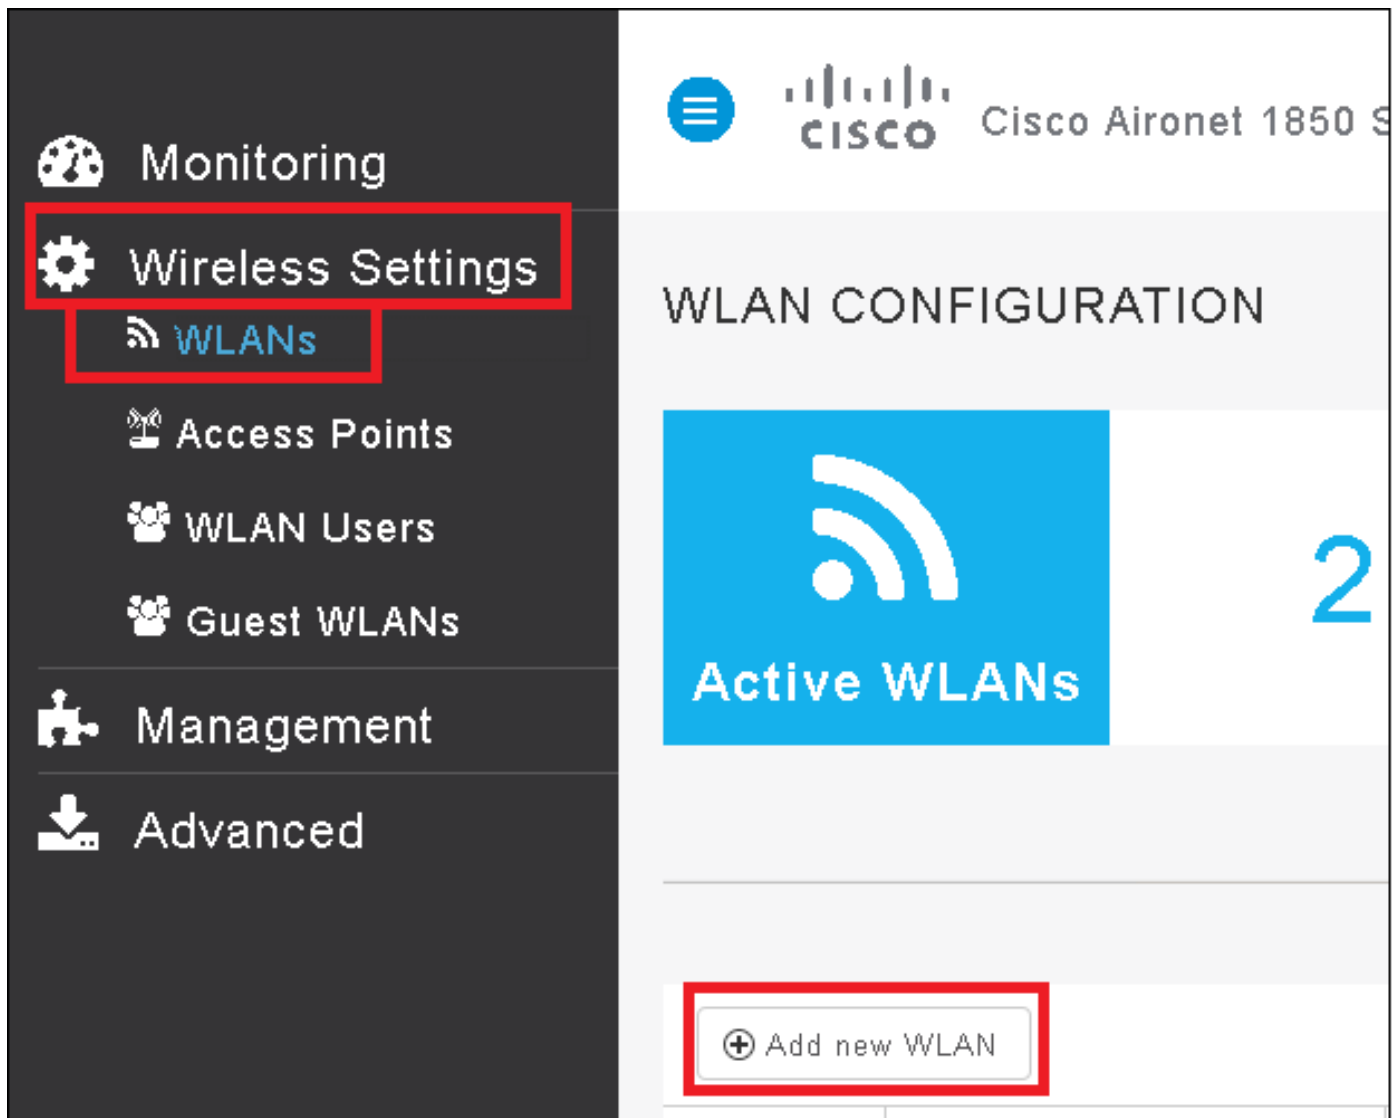 Monitoring
Wireless Settings
WLANs
Access Points
WLAN Users
Guest WLANs
Management
Advanced
CISCO
Cisco Aironet 1850 S
WLAN CONFIGURATION
Active WLANs
2
Add new WLAN